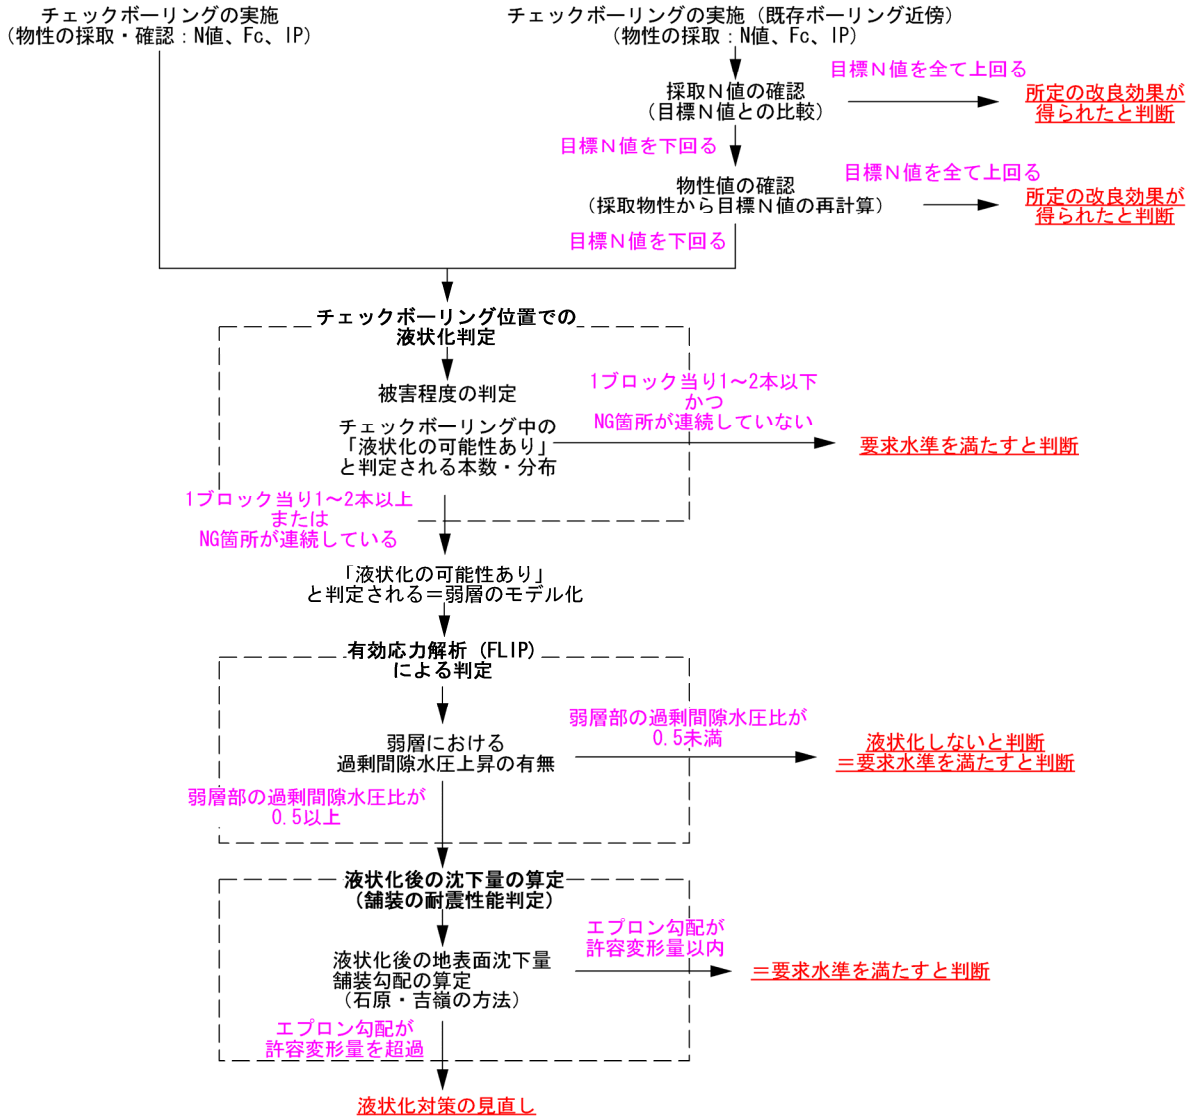 チェックボーリングの実施
(物性の採取・確認：N値、Fc、IP)
チェックボーリングの実施（既存ボーリング近傍）
(物性の採取：N値、Fc、IP)
目標Ｎ値を全て上回る
採取Ｎ値の確認
（目標Ｎ値との比較）
所定の改良効果が
得られたと判断
目標Ｎ値を下回る
目標Ｎ値を全て上回る
物性値の確認
（採取物性から目標Ｎ値の再計算）
所定の改良効果が
得られたと判断
目標Ｎ値を下回る
チェックボーリング位置での
液状化判定
被害程度の判定
チェックボーリング中の
「液状化の可能性あり」
と判定される本数・分布
1ブロック当り1～2本以下
かつ
NG箇所が連続していない
要求水準を満たすと判断
1ブロック当り1～2本以上
または
NG箇所が連続している
「液状化の可能性あり」
と判定される＝弱層のモデル化
有効応力解析（FLIP)
による判定
弱層部の過剰間隙水圧比が
0.5未満
弱層における
過剰間隙水圧上昇の有無
液状化しないと判断
＝要求水準を満たすと判断
弱層部の過剰間隙水圧比が
0.5以上
液状化後の沈下量の算定
（舗装の耐震性能判定）
エプロン勾配が
許容変形量以内
液状化後の地表面沈下量
舗装勾配の算定
（石原・吉嶺の方法）
＝要求水準を満たすと判断
エプロン勾配が
許容変形量を超過
液状化対策の見直し